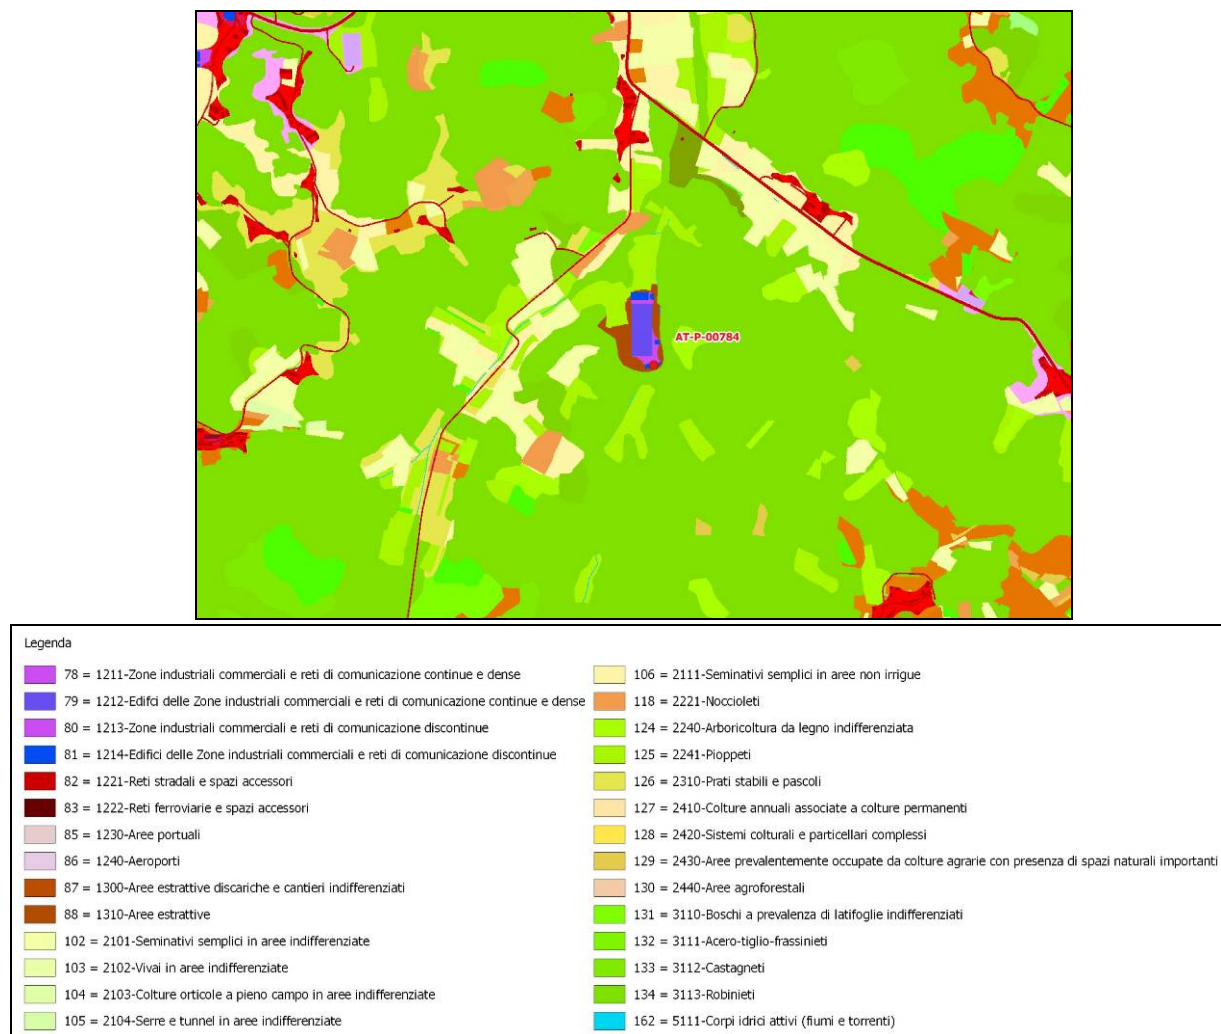 AT-P-00784
Legenda
78 = 1211-Zone industriali commerciali e reti di comunicazione continue e dense
79 = 1212-Edifci delle Zone industriali commerciali e reti di comunicazione continue e dense
80 = 1213-Zone industriali commerciali e reti di comunicazione discontinue
81 = 1214-Edifici delle Zone industriali commerciali e reti di comunicazione discontinue
82 = 1221-Reti stradali e spazi accessori
83 = 1222-Reti ferroviarie e spazi accessori
85 = 1230-Aree portuali
86 = 1240-Aeroporti
87 = 1300-Aree estrattive discariche e cantieri indifferenziati
88 = 1310-Aree estrattive
102 = 2101-Seminativi semplici in aree indifferenziate
103 = 2102-Vivai in aree indifferenziate
104 = 2103-Colture orticole a pieno campo in aree indifferenziate
105 = 2104-Serre e tunnel in aree indifferenziate
106 = 2111-Seminativi semplici in aree non irrigue
118 = 2221-Noccioleti
124 = 2240-Arboricoltura da legno indifferenziata
125 = 2241-Pioppeti
126 = 2310-Prati stabili e pascoli
127 = 2410-Colture annuali associate a colture permanenti
128 = 2420-Sistemi colturali e particellari complessi
129 = 2430-Aree prevalentemente occupate da colture agrarie con presenza di spazi naturali importanti
130 = 2440-Aree agroforestali
131 = 3110-Boschi a prevalenza di latifoglie indifferenziati
132 = 3111-Acero-tiglio-frassinieti
133 = 3112-Castagneti
134 = 3113-Robinieti
162 = 5111-Corpi idrici attivi (fiumi e torrenti)